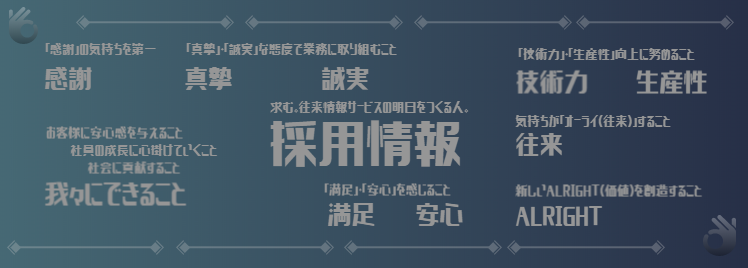 「感謝」の気持ちを第一
感謝
「真摯」・「誠実」な態度で業務に取り組むこと
真摯 誠実
「技術力」・「生産性」向上に努めること
技術力 生産性
求む。往来情報サービスの明日をつくる人。
採用情報
お客様に安心感を与えること
社員の成長に心掛けていくこと
社会に貢献すること
我々にできること
気持ちが「オーライ(往来)」すること
往来
「満足」・「安心」を感じること
満足 安心
新しいALRIGHT(価値)を創造すること
ALRIGHT